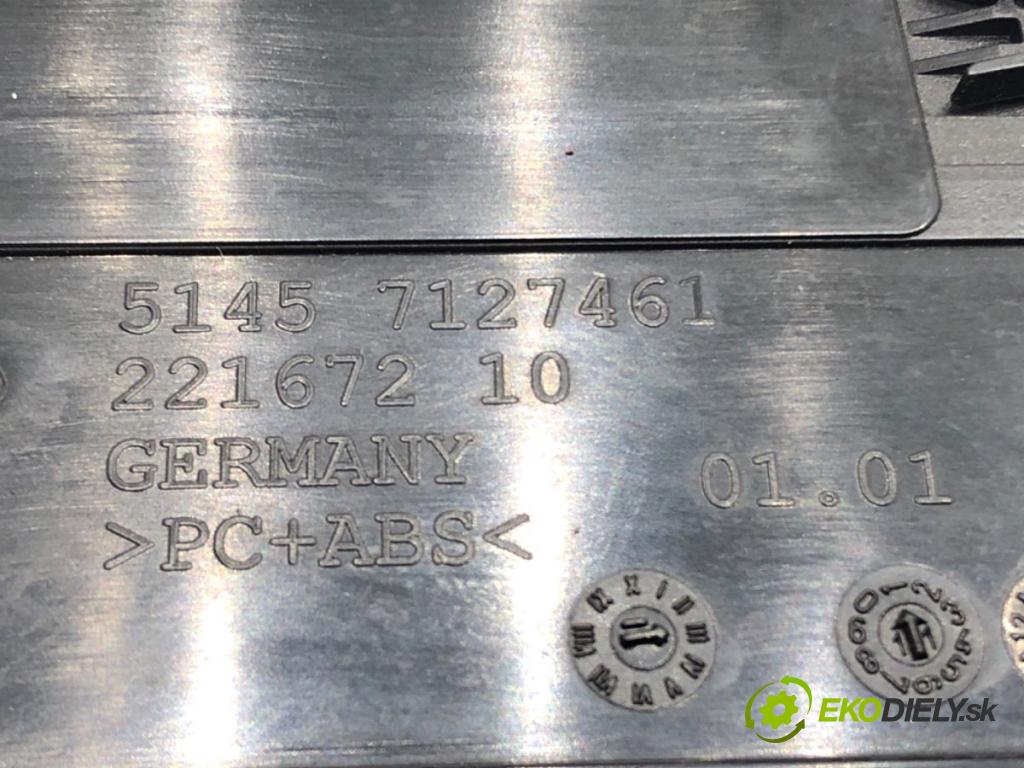 5145 7127461
221672 10
GERMANY
01.01
>PC+ABS<
EKODIELY.sk